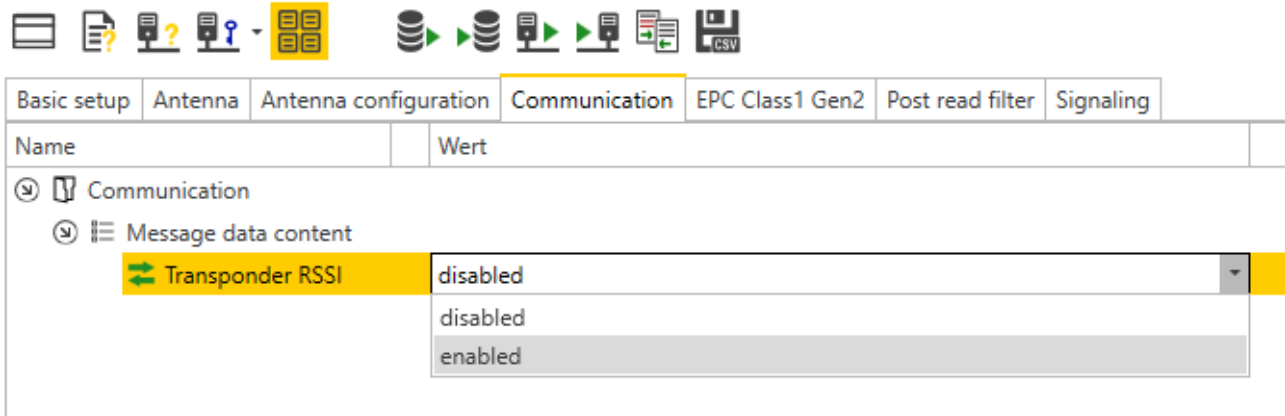 CSV
Basic setup Antenna Antenna configuration Communication EPC Class1 Gen2 Post read filter Signaling
Name Wert
Communication
Message data content
Transponder RSSI disabled
disabled
enabled